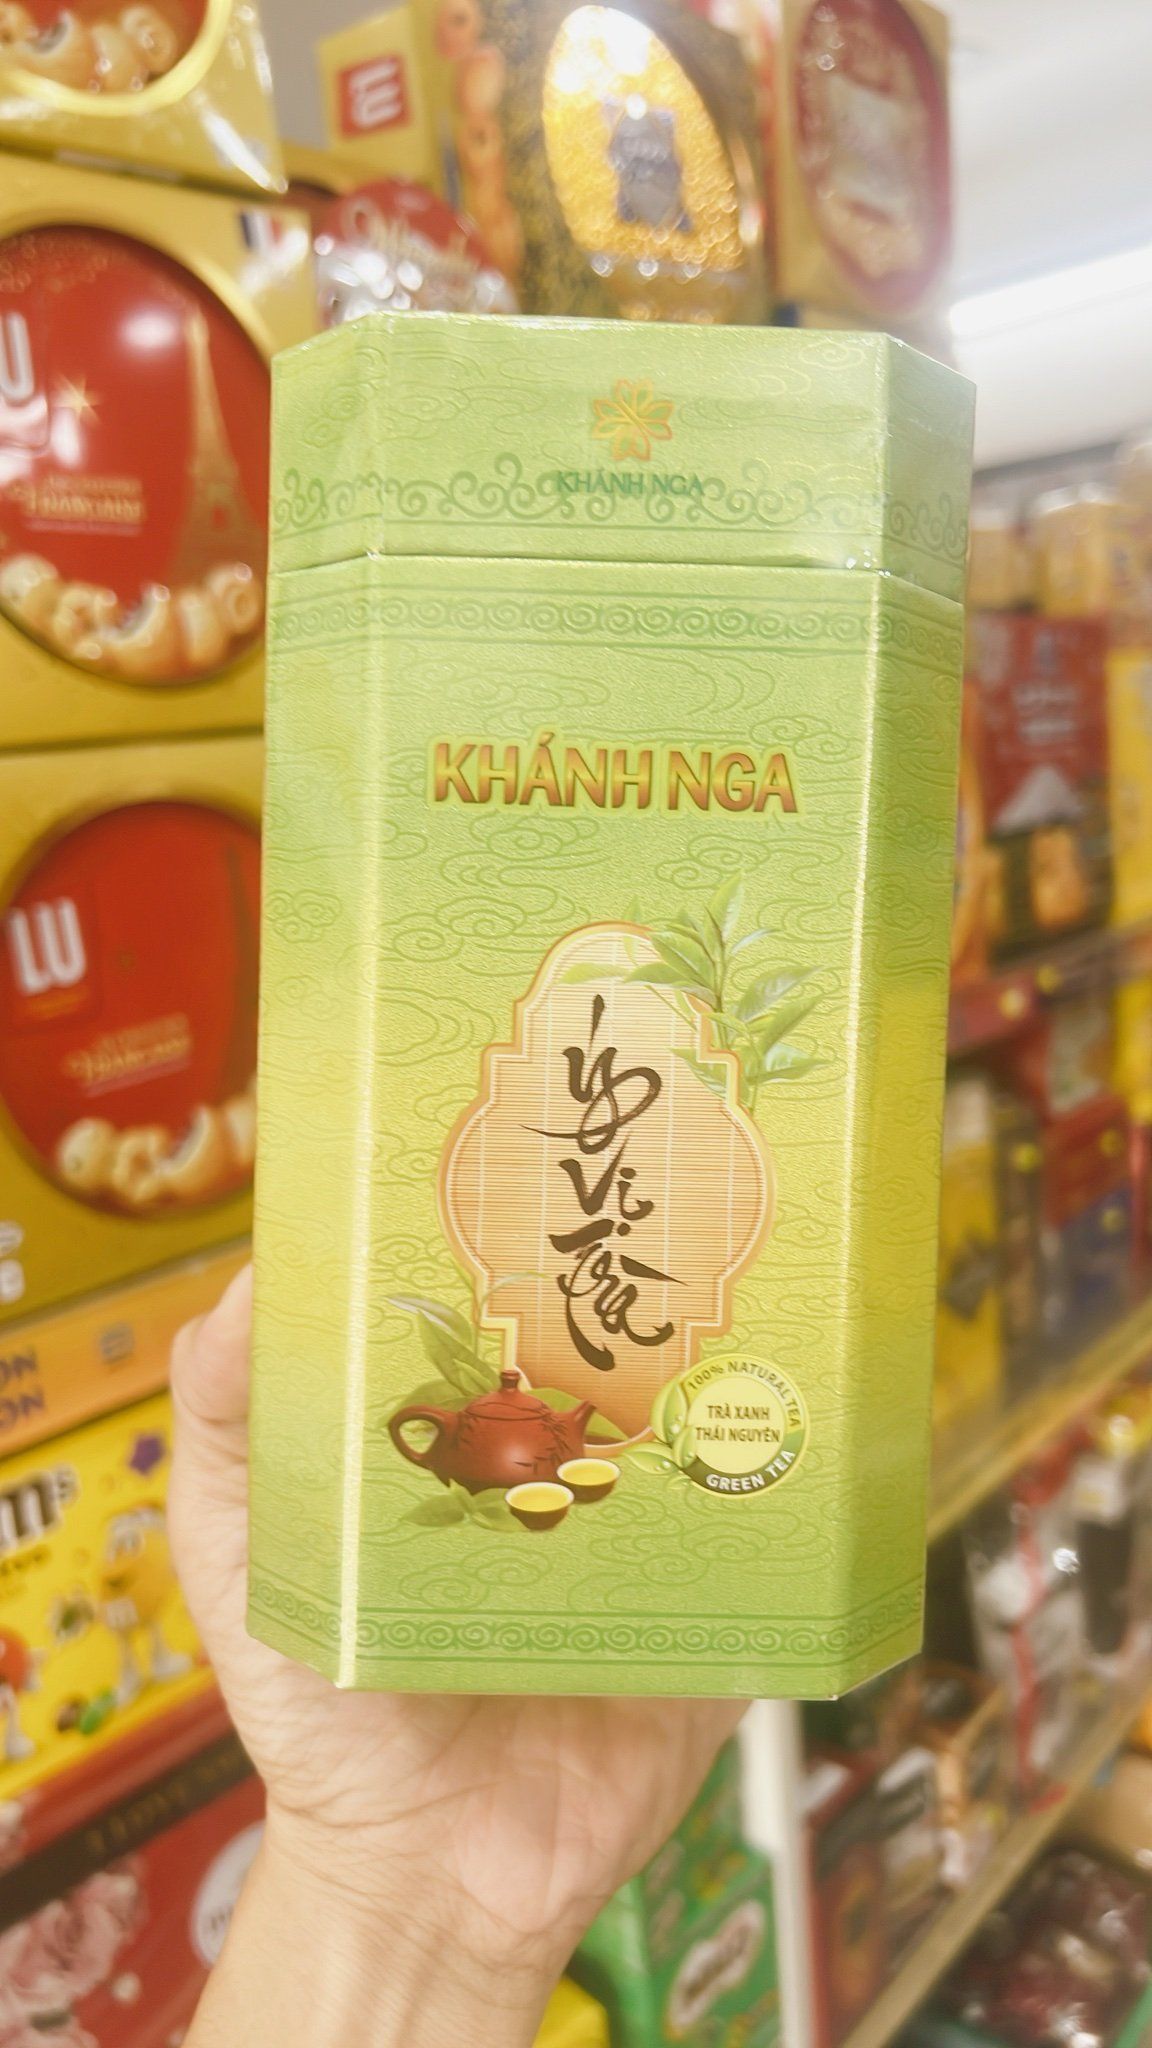 LU
KHÁNH NGA
KHÁNH NGA
LU
Ý
Vị
Trà
100% NATURAL TEA
TRÀ XANH
THÁI NGUYÊN
GREEN TEA